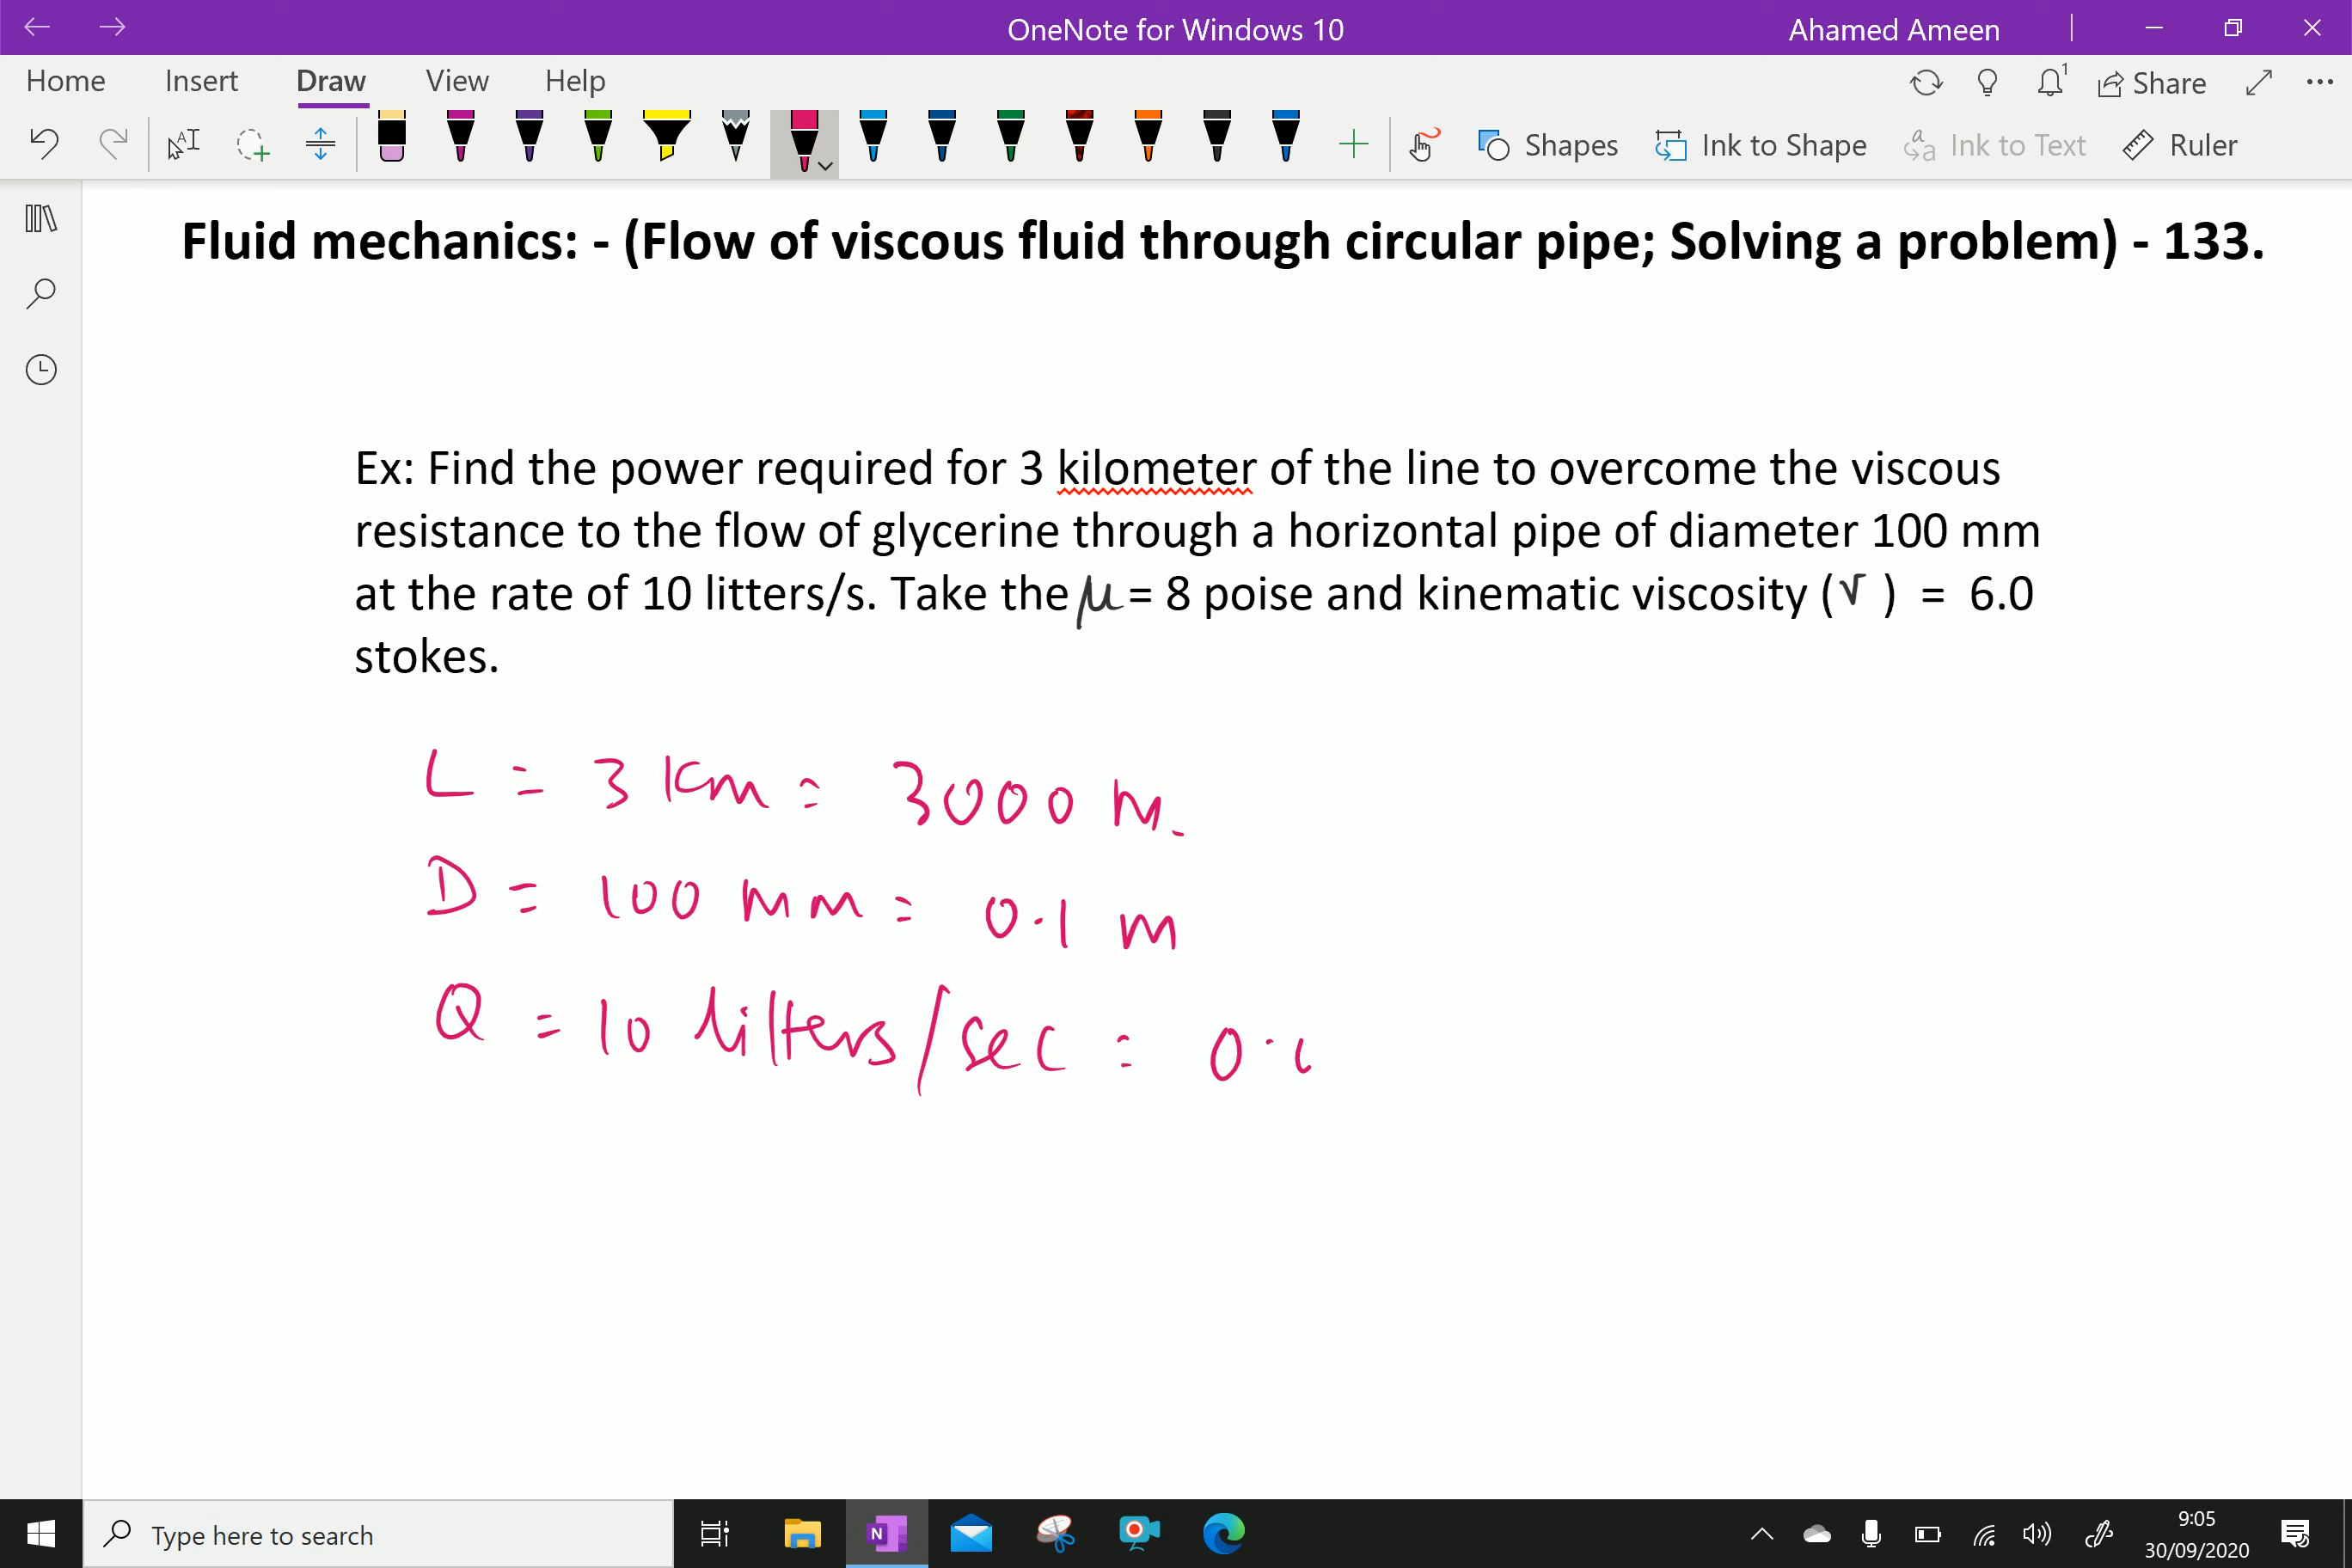 OneNote for Windows 10
Ahamed Ameen
Home Insert Draw View Help
1
Share
AI
Shapes
Ink to Shape
Ink to Text
Ruler
Fluid mechanics: - (Flow of viscous fluid through circular pipe; Solving a problem) - 133.
Ex: Find the power required for 3 kilometer of the line to overcome the viscous
resistance to the flow of glycerine through a horizontal pipe of diameter 100 mm
at the rate of 10 litters/s. Take the μ = 8 poise and kinematic viscosity (ν) = 6.0
stokes.
L = 3 Km = 3000 m.
D = 100 mm = 0.1 m
Q = 10 litters/sec = 0.
Type here to search
N
9:05
30/09/2020